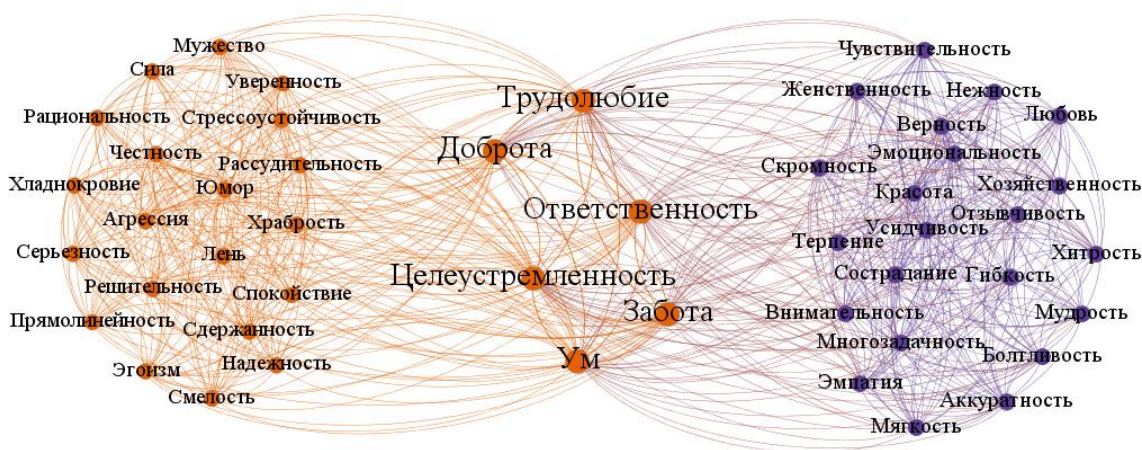 Мужество
Сила
Уверенность
Рациональность
Стрессоустойчивость
Честность
Рассудительность
Хладнокровие
Юмор
Агрессия
Храбрость
Серьезность
Лень
Решительность
Спокойствие
Прямолинейность
Сдержанность
Эгоизм
Надежность
Смелость
Трудолюбие
Доброта
Ответственность
Целеустремленность
Забота
Ум
Чувствительность
Женственность
Нежность
Любовь
Верность
Эмоциональность
Скромность
Красота
Хозяйственность
Отзывчивость
Усидчивость
Терпение
Хитрость
Сострадание
Гибкость
Внимательность
Мудрость
Многозадачность
Болтливость
Эмпатия
Аккуратность
Мягкость